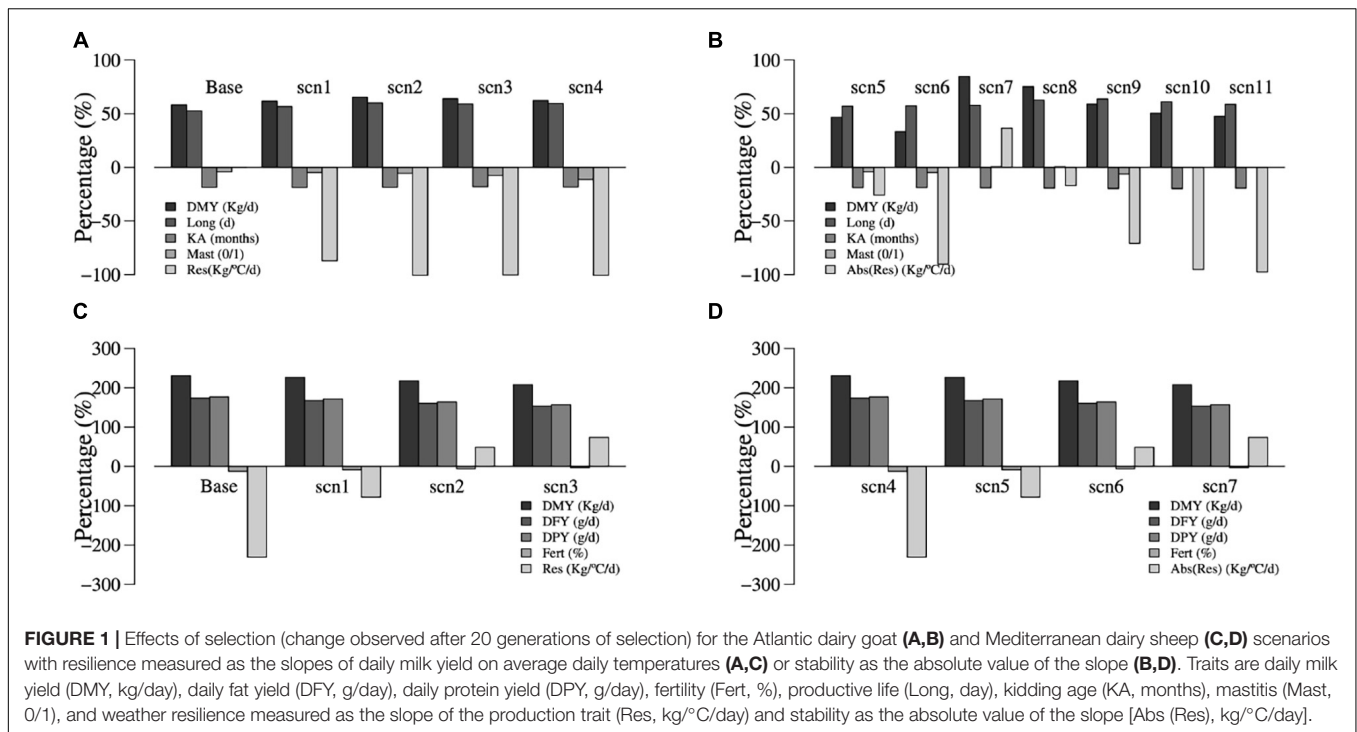 A
100
50
0
−50
−100
Percentage (%)
Base
scn1
scn2
scn3
scn4
DMY (Kg/d)
Long (d)
KA (months)
Mast (0/1)
Res(Kg/ºC/d)
B
100
50
0
−50
−100
Percentage (%)
scn5
scn6
scn7
scn8
scn9
scn10
scn11
DMY (Kg/d)
Long (d)
KA (months)
Mast (0/1)
Abs(Res) (Kg/ºC/d)
C
300
200
100
0
−100
−200
−300
Percentage (%)
Base
scn1
scn2
scn3
DMY (Kg/d)
DFY (g/d)
DPY (g/d)
Fert (%)
Res (Kg/ºC/d)
D
300
200
100
0
−100
−200
−300
Percentage (%)
scn4
scn5
scn6
scn7
DMY (Kg/d)
DFY (g/d)
DPY (g/d)
Fert (%)
Abs(Res) (Kg/ºC/d)
FIGURE 1 | Effects of selection (change observed after 20 generations of selection) for the Atlantic dairy goat (A,B) and Mediterranean dairy sheep (C,D) scenarios
with resilience measured as the slopes of daily milk yield on average daily temperatures (A,C) or stability as the absolute value of the slope (B,D). Traits are daily milk
yield (DMY, kg/day), daily fat yield (DFY, g/day), daily protein yield (DPY, g/day), fertility (Fert, %), productive life (Long, day), kidding age (KA, months), mastitis (Mast,
0/1), and weather resilience measured as the slope of the production trait (Res, kg/°C/day) and stability as the absolute value of the slope [Abs (Res), kg/°C/day].